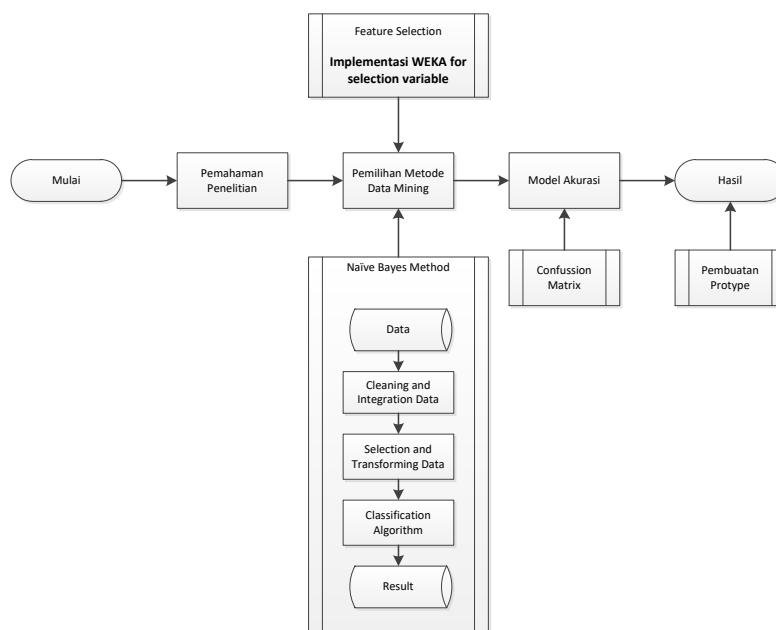 Feature Selection
Implementasi WEKA for
selection variable
Mulai
Pemahaman
Penelitian
Pemilihan Metode
Data Mining
Model Akurasi
Hasil
Naïve Bayes Method
Confussion
Matrix
Pembuatan
Protype
Data
Cleaning and
Integration Data
Selection and
Transforming Data
Classification
Algorithm
Result